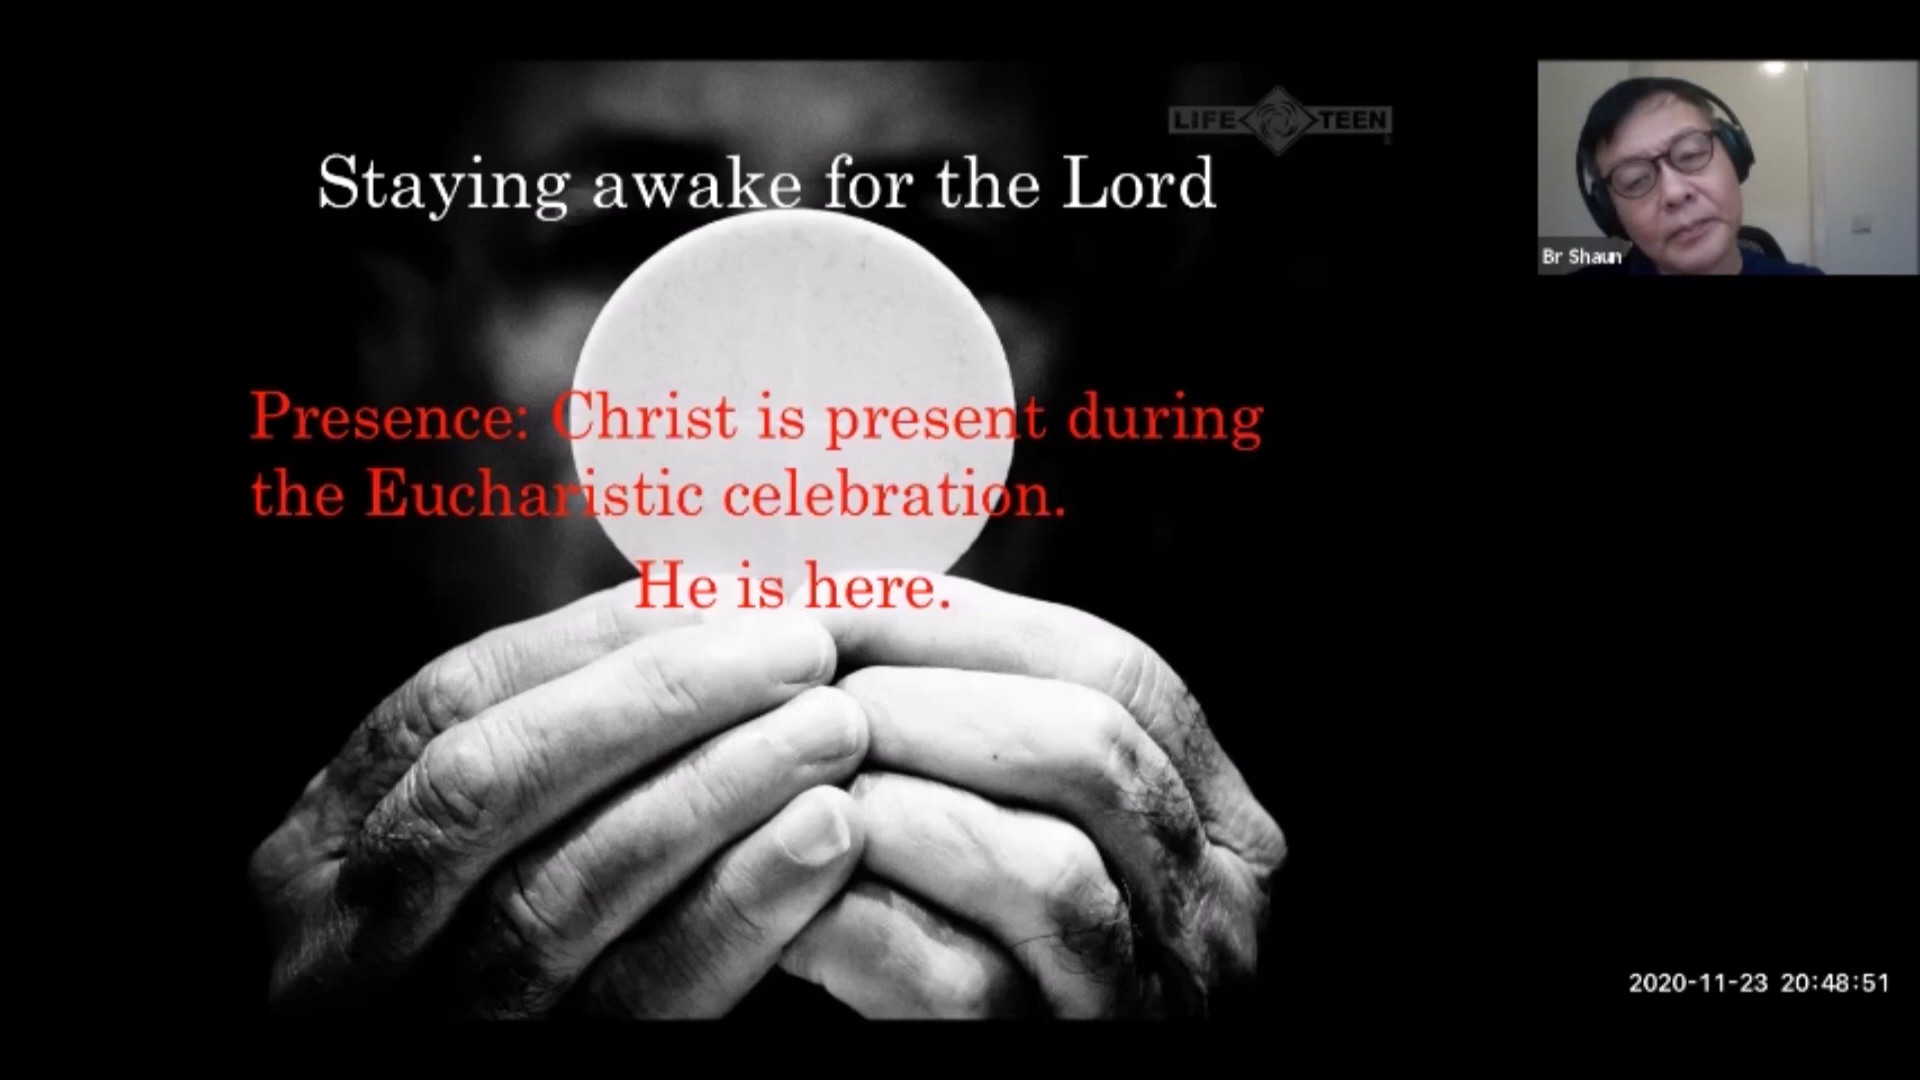 LIFE TEEN
Staying awake for the Lord
Br Shaun
Presence: Christ is present during
the Eucharistic celebration.
He is here.
2020-11-23 20:48:51